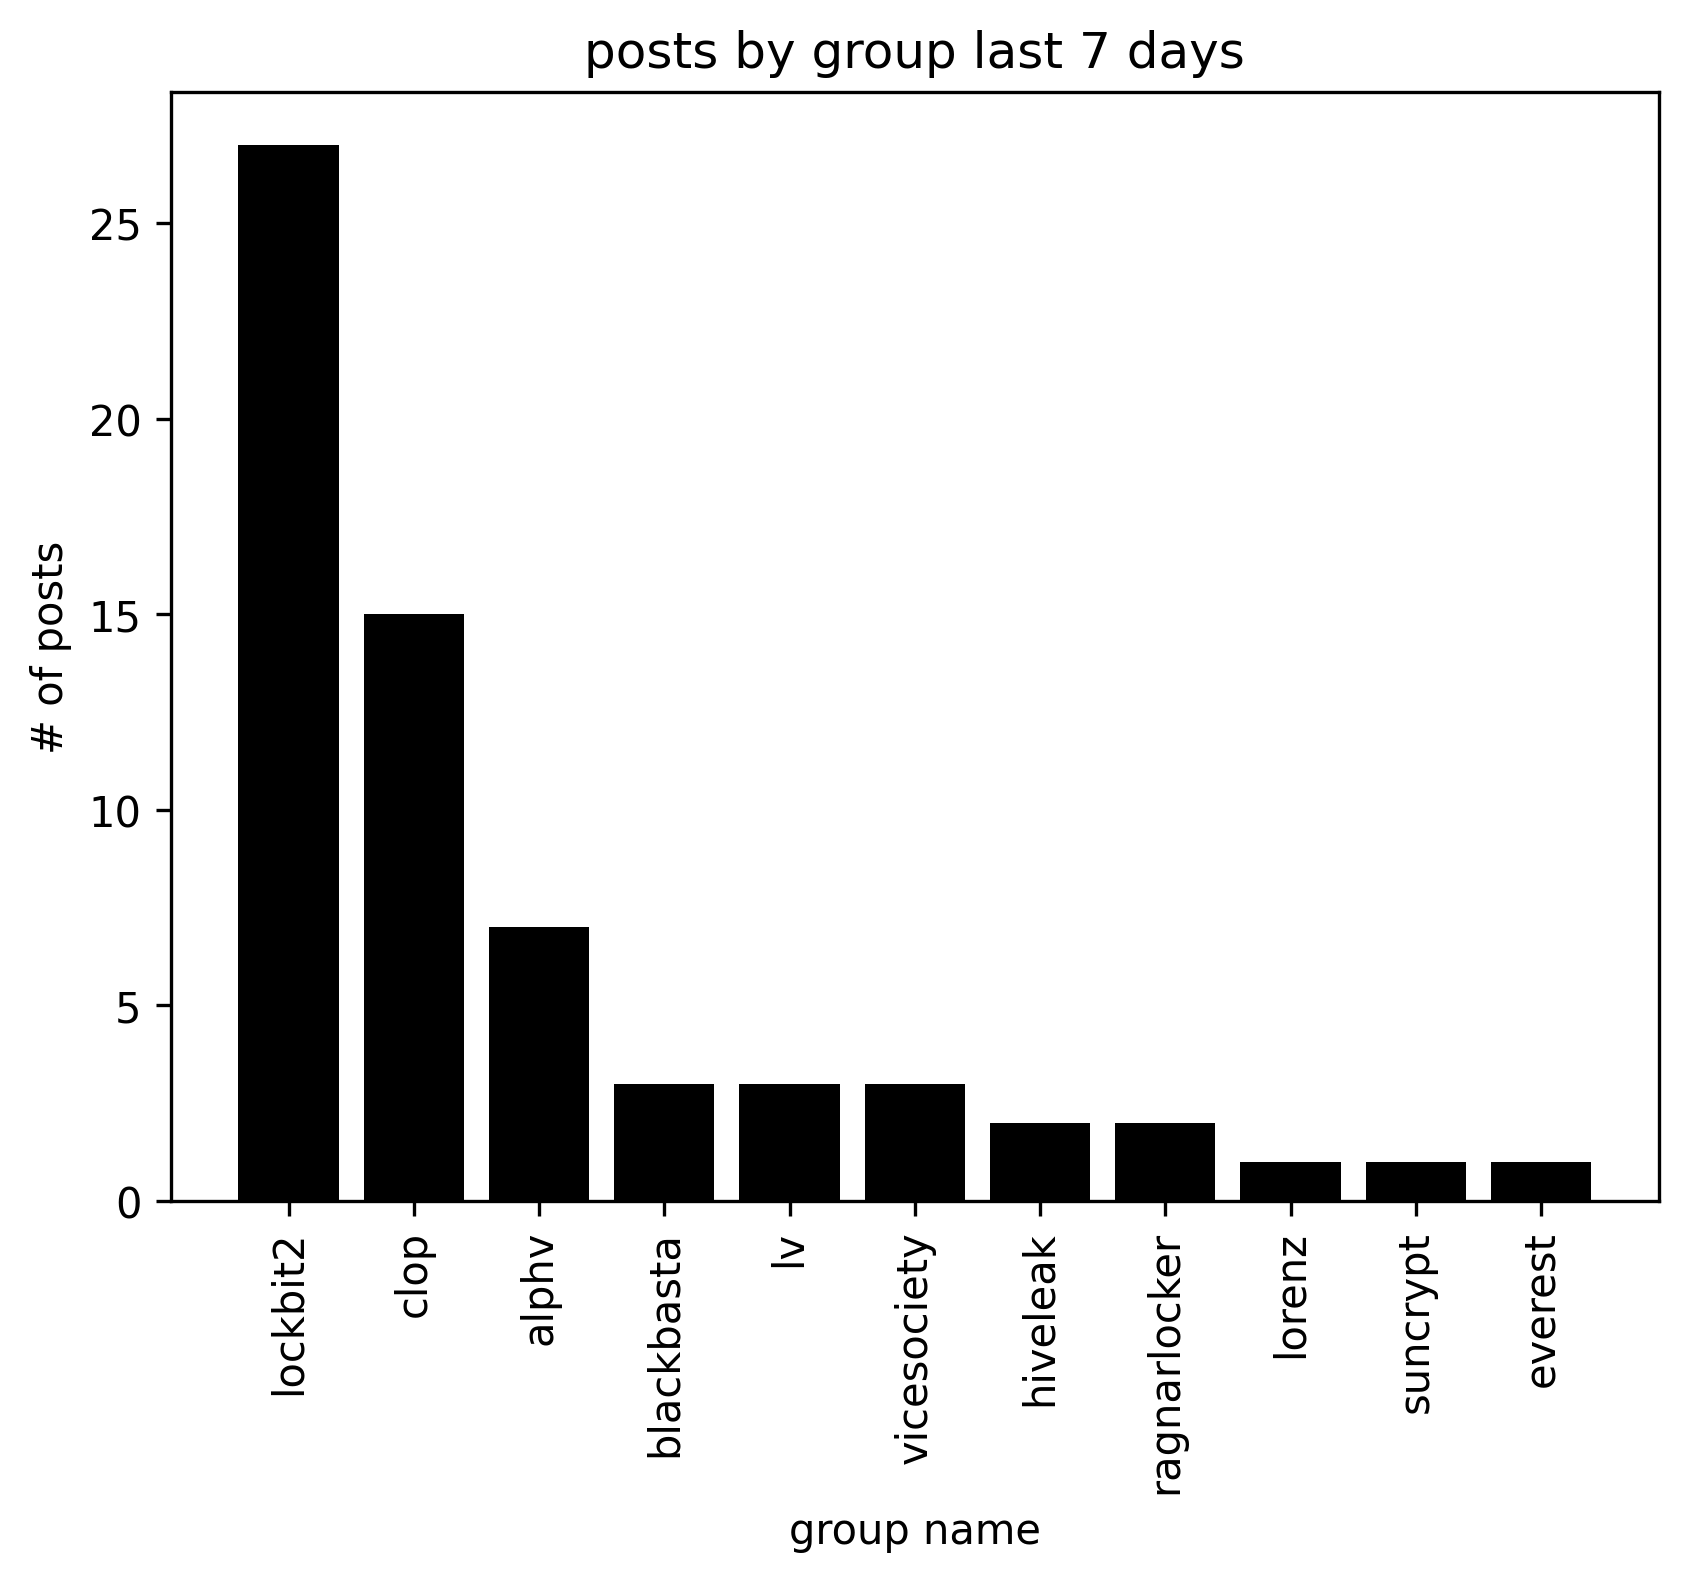 posts by group last 7 days
# of posts
25
20
15
10
5
0
lockbit2
clop
alphv
blackbasta
lv
vicesociety
hiveleak
ragnarlocker
lorenz
suncrypt
everest
group name